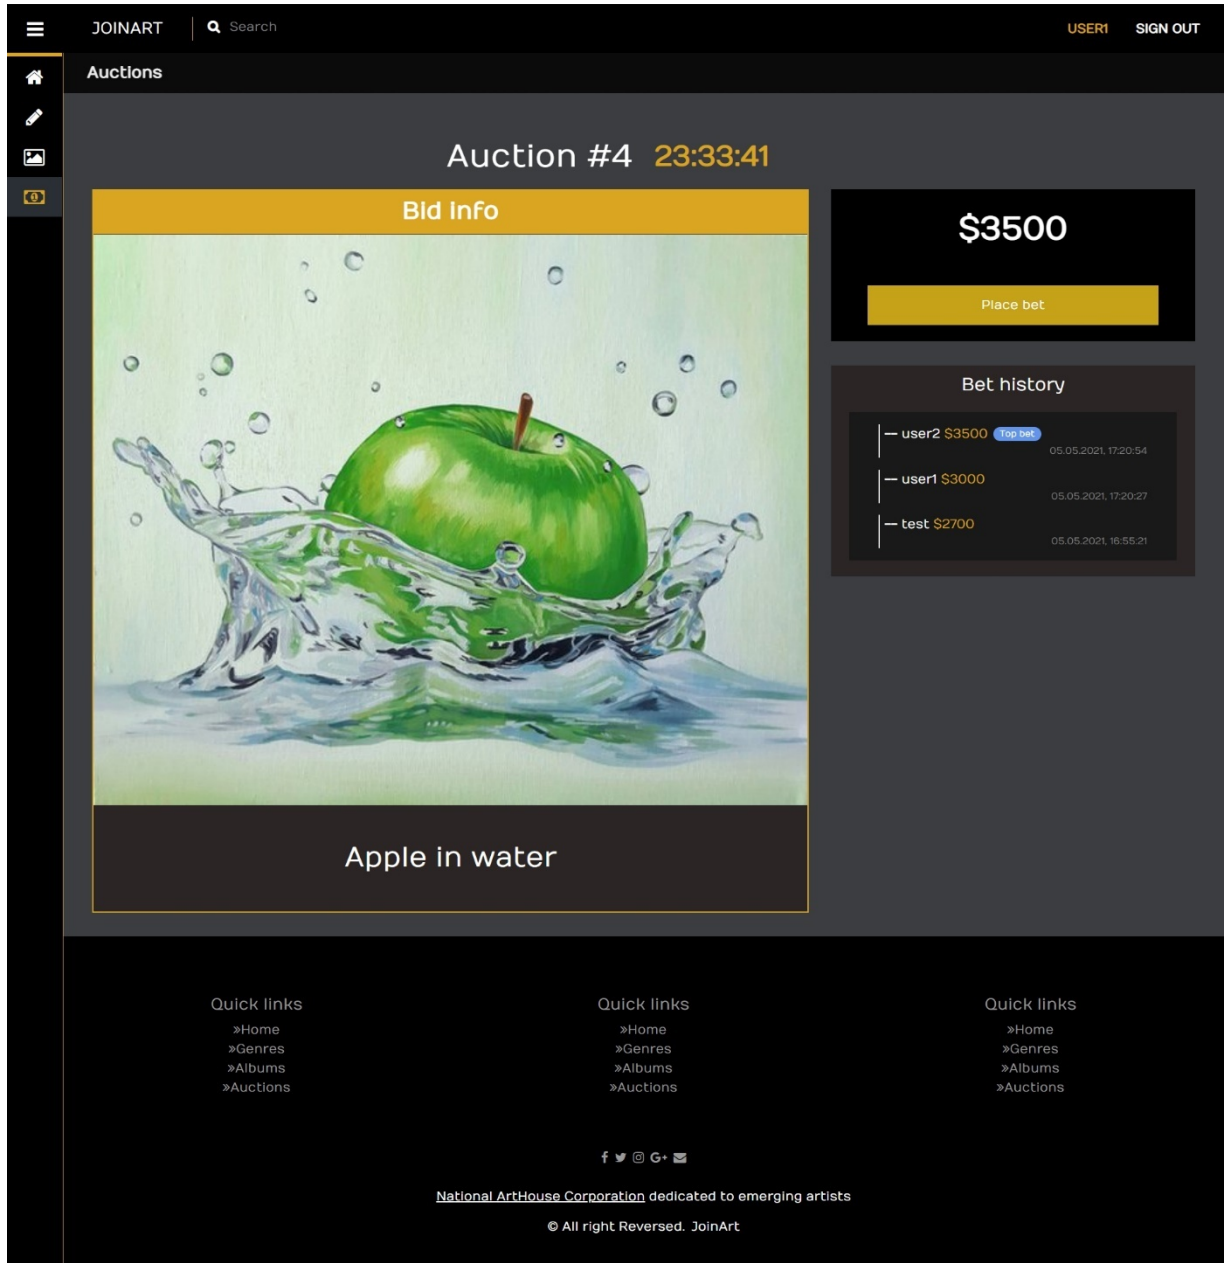 JOINART
Search
USER1
SIGN OUT
Auctions
Auction #4 23:33:41
Bid info
Apple in water
$3500
Place bet
Bet history
— user2 $3500 Top bet
05.05.2021, 17:20:54
— user1 $3000
05.05.2021, 17:20:27
— test $2700
05.05.2021, 16:55:21
Quick links
»Home
»Genres
»Albums
»Auctions
Quick links
»Home
»Genres
»Albums
»Auctions
Quick links
»Home
»Genres
»Albums
»Auctions
National ArtHouse Corporation dedicated to emerging artists
© All right Reversed. JoinArt